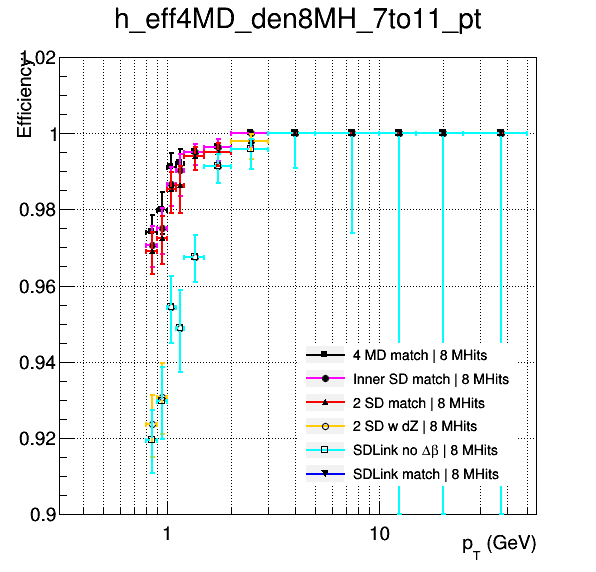 h_eff4MD_den8MH_7to11_pt
Efficiency
1.02
1
0.98
0.96
0.94
0.92
0.9
4 MD match | 8 MHits
Inner SD match | 8 MHits
2 SD match | 8 MHits
2 SD w dZ | 8 MHits
SDLink no Δβ | 8 MHits
SDLink match | 8 MHits
1
10
p_T (GeV)